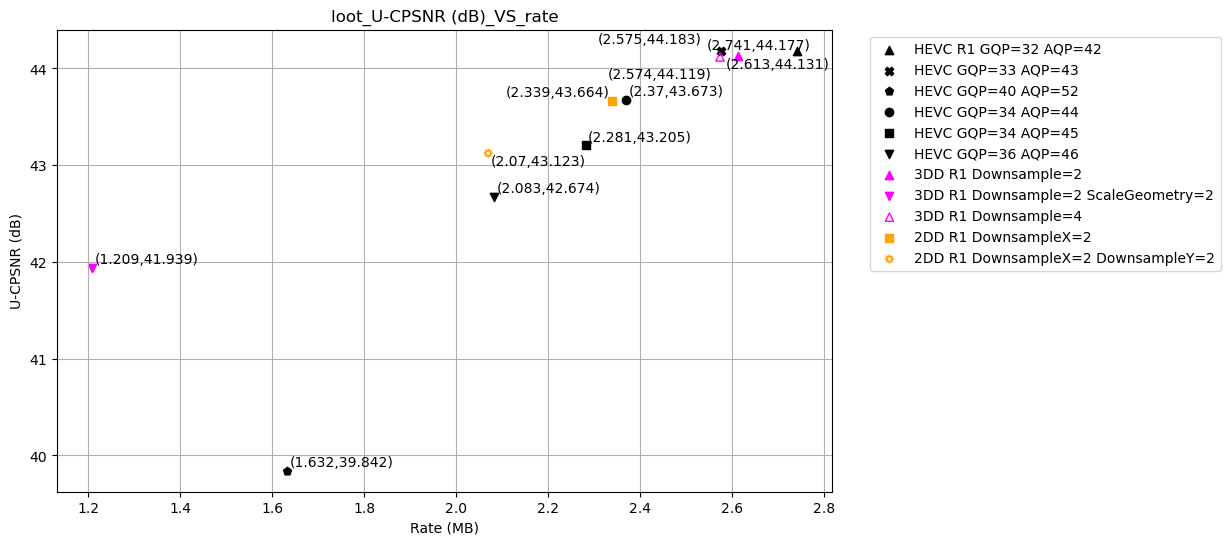 loot_U-CPSNR (dB)_VS_rate
U-CPSNR (dB)
44
43
42
41
40
(2.575,44.183)
(2.741,44.177)
(2.613,44.131)
(2.574,44.119)
(2.339,43.664)
(2.37,43.673)
(2.281,43.205)
(2.07,43.123)
(2.083,42.674)
(1.209,41.939)
(1.632,39.842)
1.2
1.4
1.6
1.8
2.0
2.2
2.4
2.6
2.8
Rate (MB)
HEVC R1 GQP=32 AQP=42
HEVC GQP=33 AQP=43
HEVC GQP=40 AQP=52
HEVC GQP=34 AQP=44
HEVC GQP=34 AQP=45
HEVC GQP=36 AQP=46
3DD R1 Downsample=2
3DD R1 Downsample=2 ScaleGeometry=2
3DD R1 Downsample=4
2DD R1 DownsampleX=2
2DD R1 DownsampleX=2 DownsampleY=2